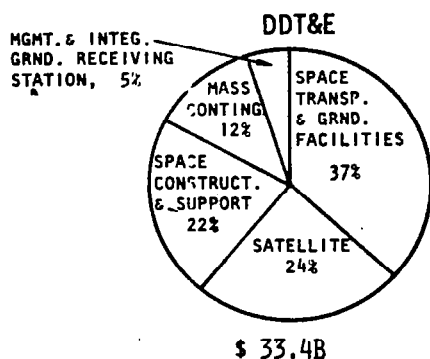 DDT&E
MGMT.& INTEG.
GRND. RECEIVING
STATION, 5%
SPACE
TRANSP.
& GRND.
FACILITIES
37%
MASS
CONTING.
12%
SPACE
CONSTRUCT.
& SUPPORT
22%
SATELLITE
24%
$ 33.4B